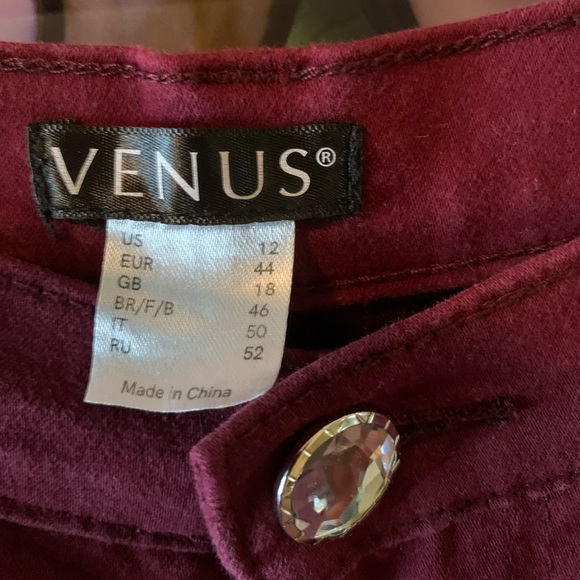 VENUS®
US 12
EUR 44
GB 18
BR/F/B 46
IT 50
RU 52
Made in China